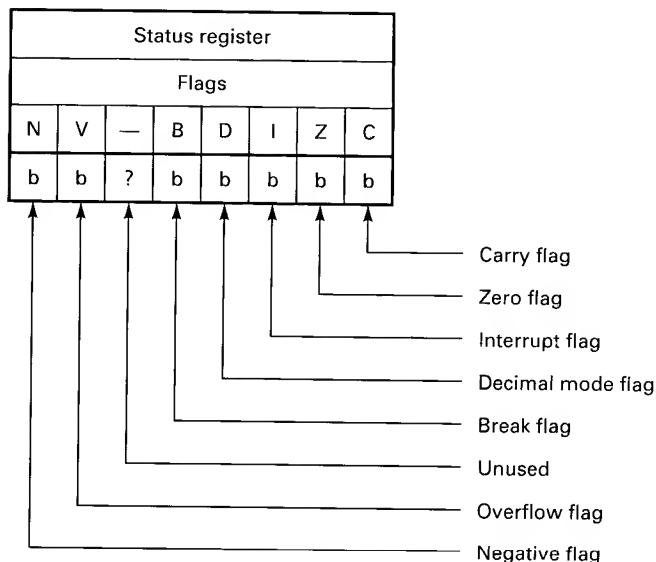 Status register
Flags
N V — B D I Z C
b b ? b b b b b
Carry flag
Zero flag
Interrupt flag
Decimal mode flag
Break flag
Unused
Overflow flag
Negative flag